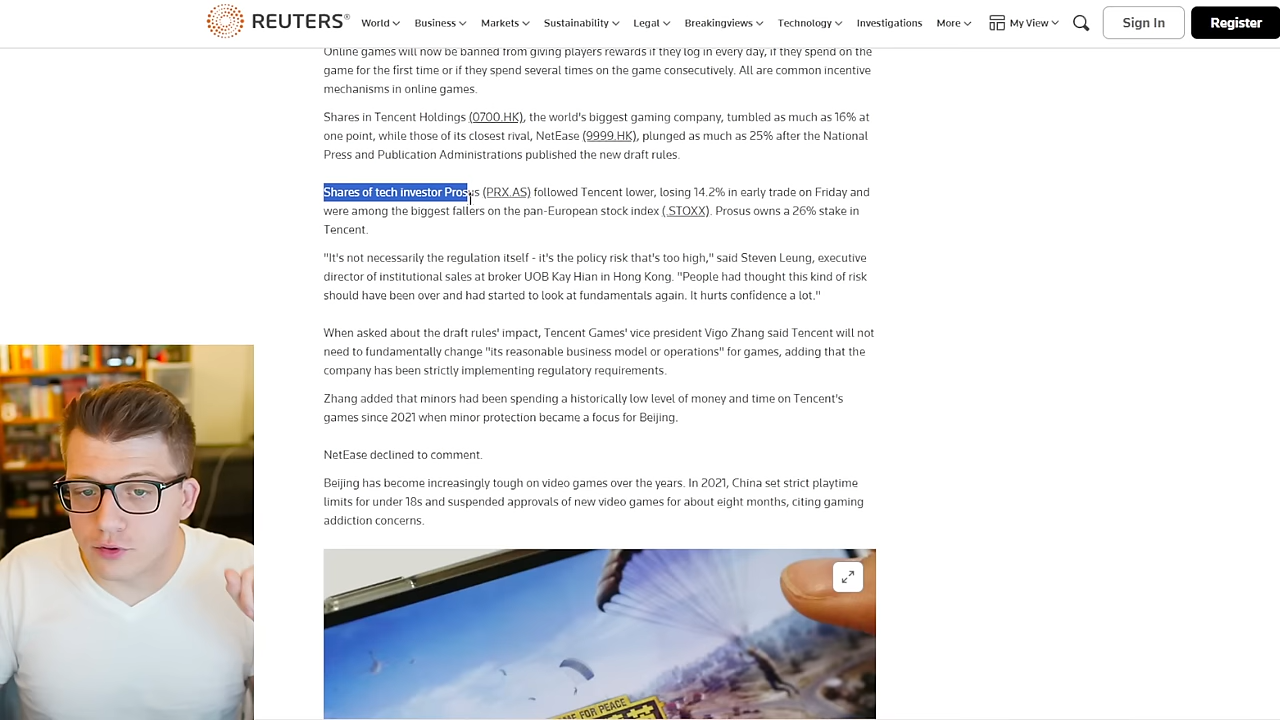 REUTERS®
World
Business
Markets
Sustainability
Legal
Breakingviews
Technology
Investigations
More
My View
Sign In
Register
Online games will now be banned from giving players rewards if they log in every day, if they spend on the
game for the first time or if they spend several times on the game consecutively. All are common incentive
mechanisms in online games.
Shares in Tencent Holdings (0700.HK), the world's biggest gaming company, tumbled as much as 16% at
one point, while those of its closest rival, NetEase (9999.HK), plunged as much as 25% after the National
Press and Publication Administrations published the new draft rules.
Shares of tech investor Prosus (PRX.AS) followed Tencent lower, losing 14.2% in early trade on Friday and
were among the biggest fallers on the pan-European stock index (.STOXX). Prosus owns a 26% stake in
Tencent.
"It's not necessarily the regulation itself - it's the policy risk that's too high," said Steven Leung, executive
director of institutional sales at broker UOB Kay Hian in Hong Kong. "People had thought this kind of risk
should have been over and had started to look at fundamentals again. It hurts confidence a lot."
When asked about the draft rules' impact, Tencent Games' vice president Vigo Zhang said Tencent will not
need to fundamentally change "its reasonable business model or operations" for games, adding that the
company has been strictly implementing regulatory requirements.
Zhang added that minors had been spending a historically low level of money and time on Tencent's
games since 2021 when minor protection became a focus for Beijing.
NetEase declined to comment.
Beijing has become increasingly tough on video games over the years. In 2021, China set strict playtime
limits for under 18s and suspended approvals of new video games for about eight months, citing gaming
addiction concerns.
FOR PEACE